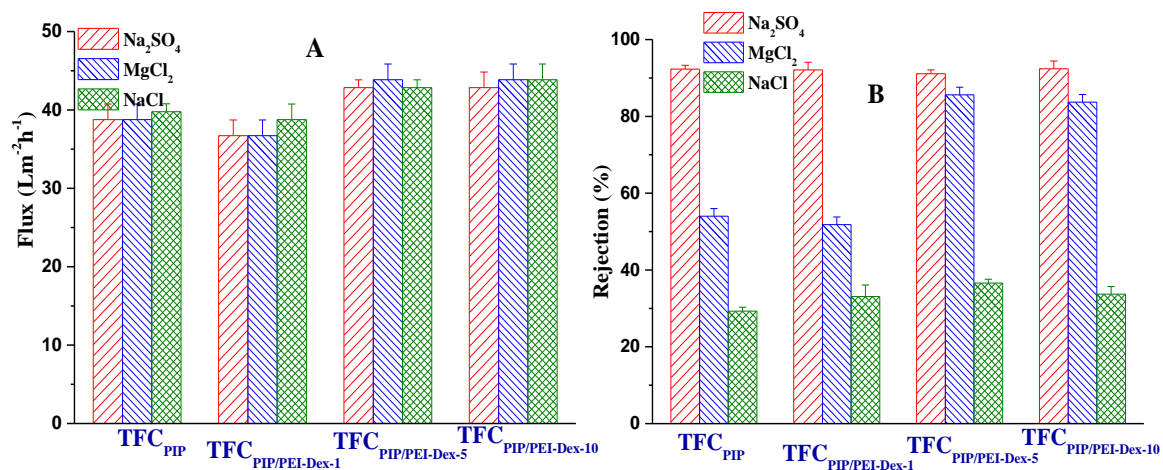 A
Na₂SO₄
MgCl₂
NaCl
Flux (Lm⁻²h⁻¹)
50
40
30
20
10
0
TFC_PIP
TFC_PIP/PEI-Dex-1
TFC_PIP/PEI-Dex-5
TFC_PIP/PEI-Dex-10
B
Na₂SO₄
MgCl₂
NaCl
Rejection (%)
100
80
60
40
20
0
TFC_PIP
TFC_PIP/PEI-Dex-1
TFC_PIP/PEI-Dex-5
TFC_PIP/PEI-Dex-10